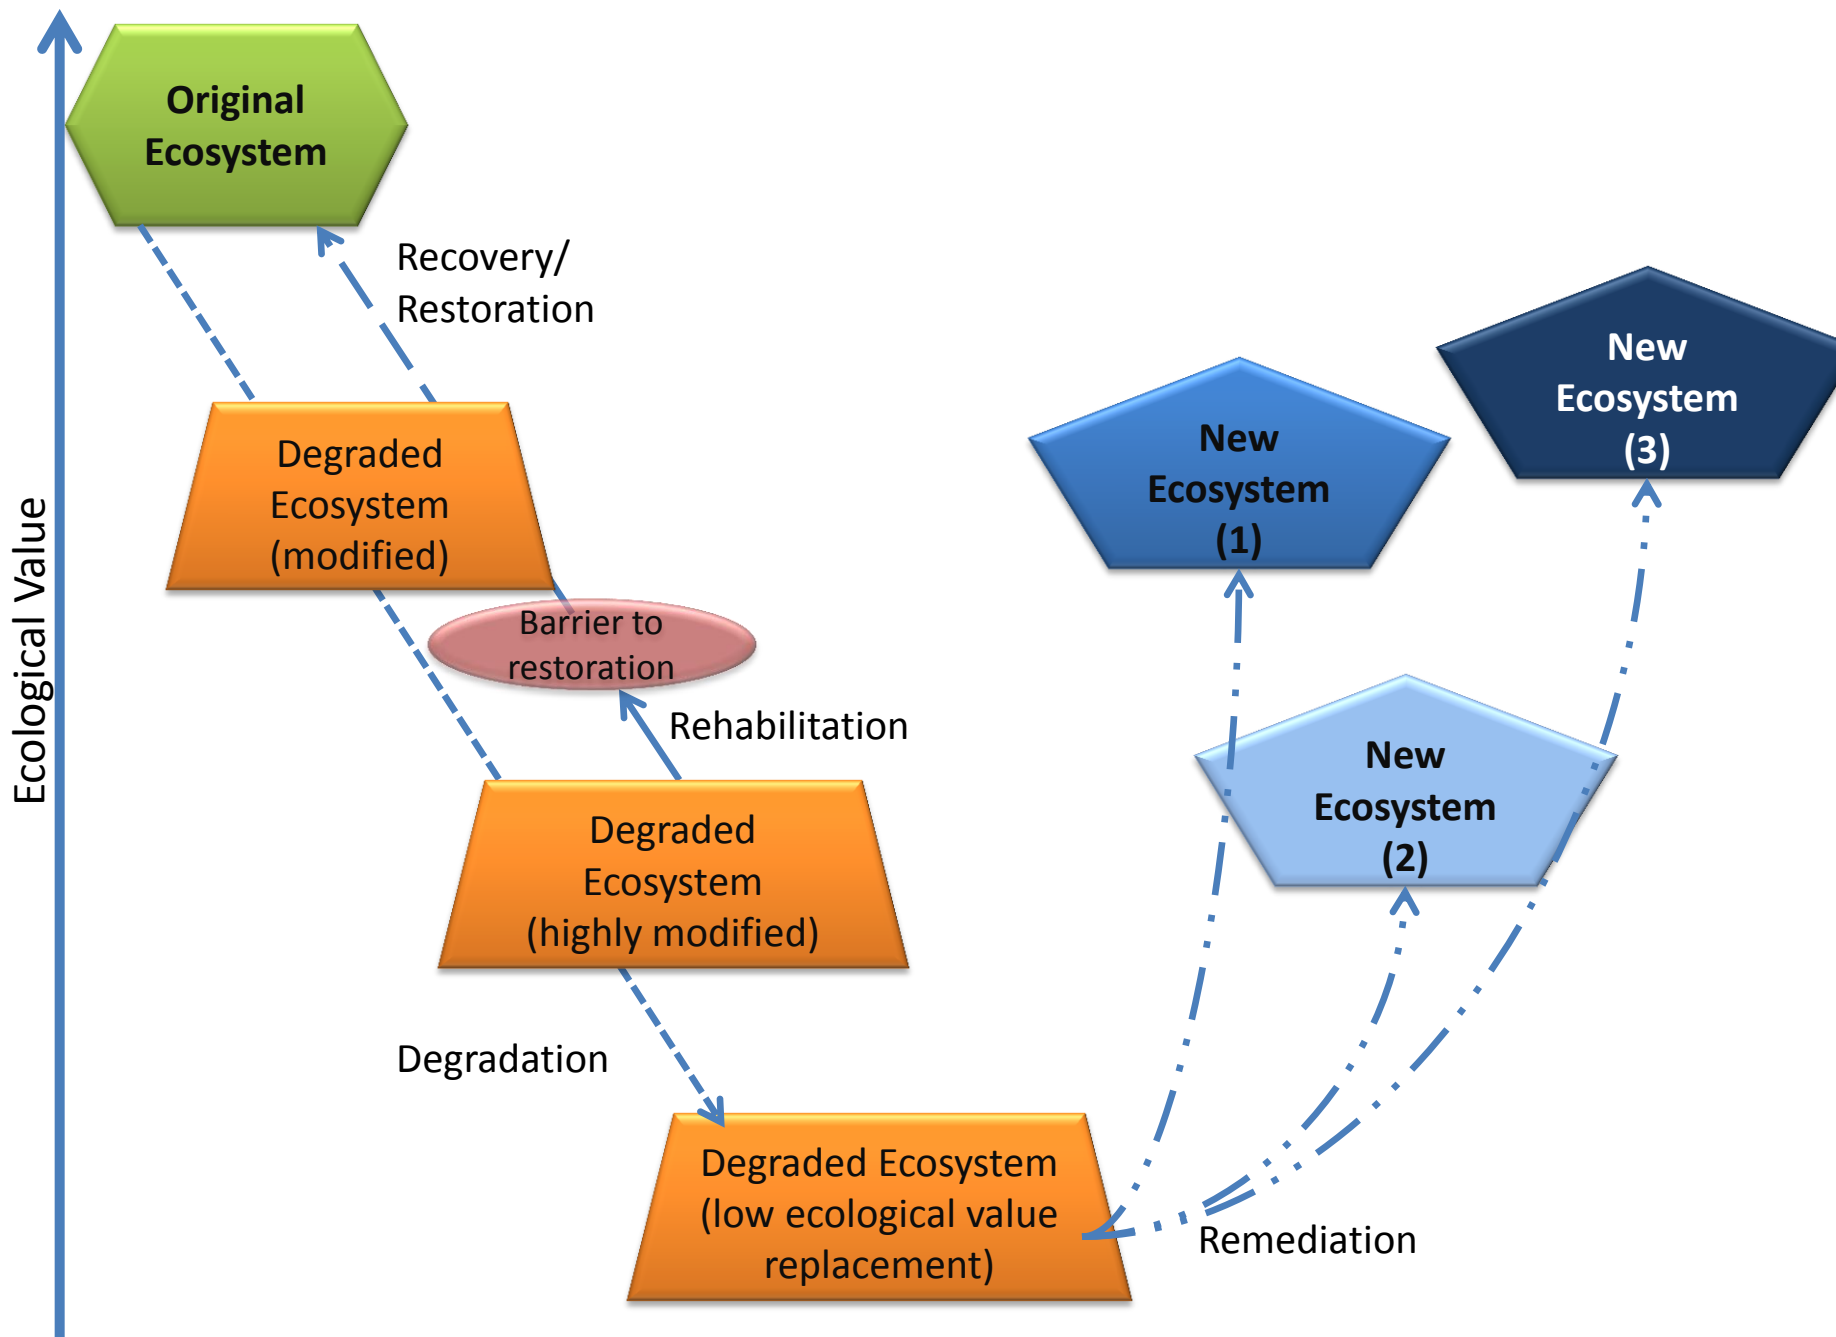 Original
Ecosystem
Recovery/
Restoration
New
Ecosystem
(3)
New
Ecosystem
(1)
Degraded
Ecosystem
(modified)
Ecological Value
Barrier to
restoration
Rehabilitation
New
Ecosystem
(2)
Degraded
Ecosystem
(highly modified)
Degradation
Degraded Ecosystem
(low ecological value
replacement)
Remediation